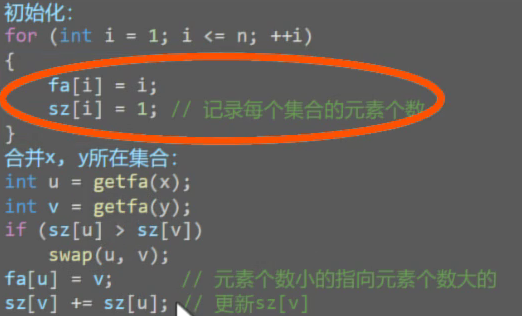 初始化:
for (int i = 1; i <= n; ++i)
{
fa[i] = i;
sz[i] = 1; // 记录每个集合的元素个数
}
合并x, y所在集合:
int u = getfa(x);
int v = getfa(y);
if (sz[u] > sz[v])
swap(u, v);
fa[u] = v; // 元素个数小的指向元素个数大的
sz[v] += sz[u]; // 更新sz[v]